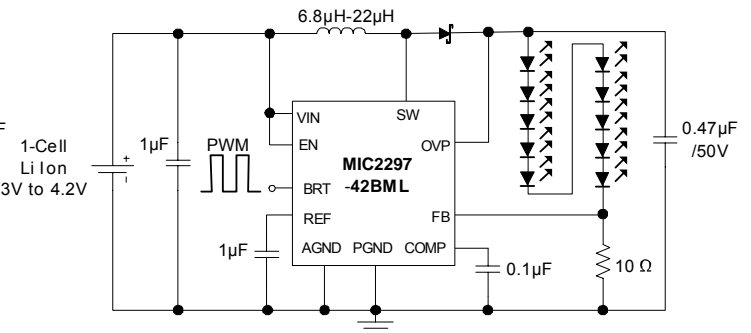 6.8µH-22µH
F
1-Cell
Li Ion
3V to 4.2V
+
-
1µF
PWM
VIN
EN
BRT
REF
AGND PGND COMP
SW
OVP
FB
MIC2297
-42BML
1µF
0.1µF
10 Ω
0.47µF
/50V